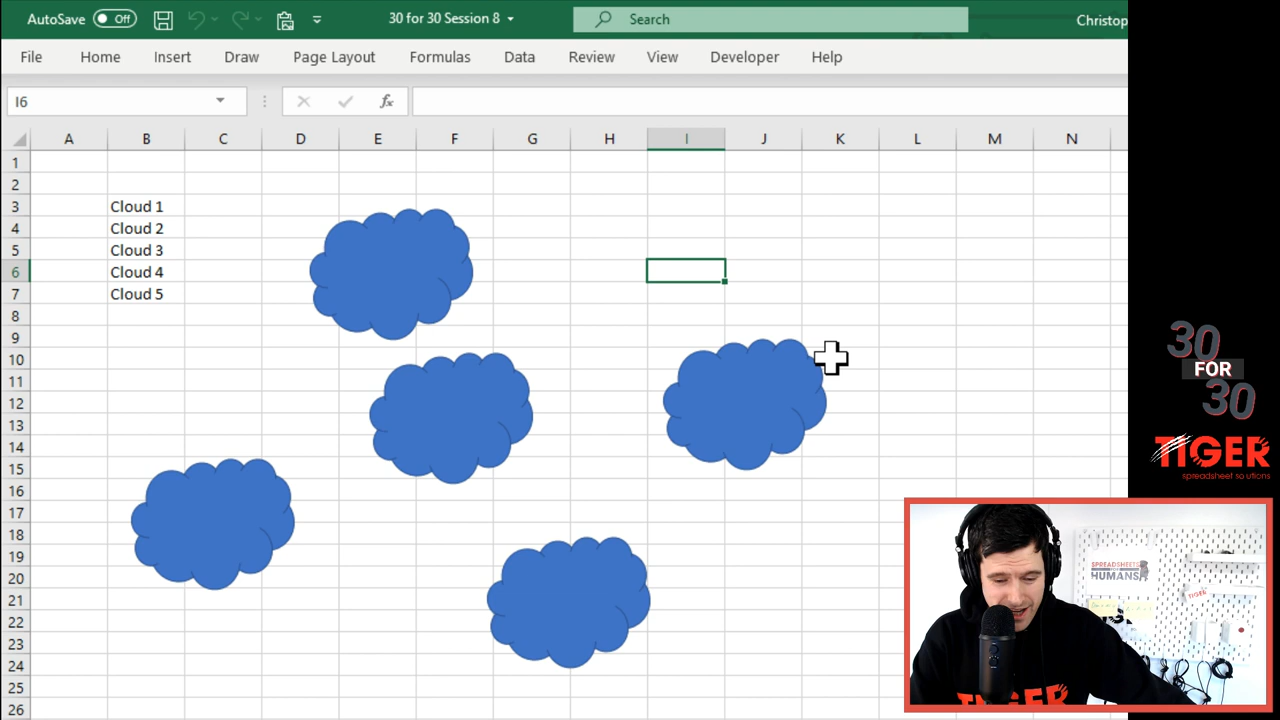 AutoSave Off 30 for 30 Session 8 Search Christop
File Home Insert Draw Page Layout Formulas Data Review View Developer Help
I6 fx
A B C D E F G H I J K L M N
1
2
3 Cloud 1
4 Cloud 2
5 Cloud 3
6 Cloud 4
7 Cloud 5
8
9
10
11
12
13
14
15
16
17
18
19
20
21
22
23
24
25
26
30
FOR
30
TIGER
spreadsheet solutions
SPREADSHEETS
HUMANS
TIGER
TIGER